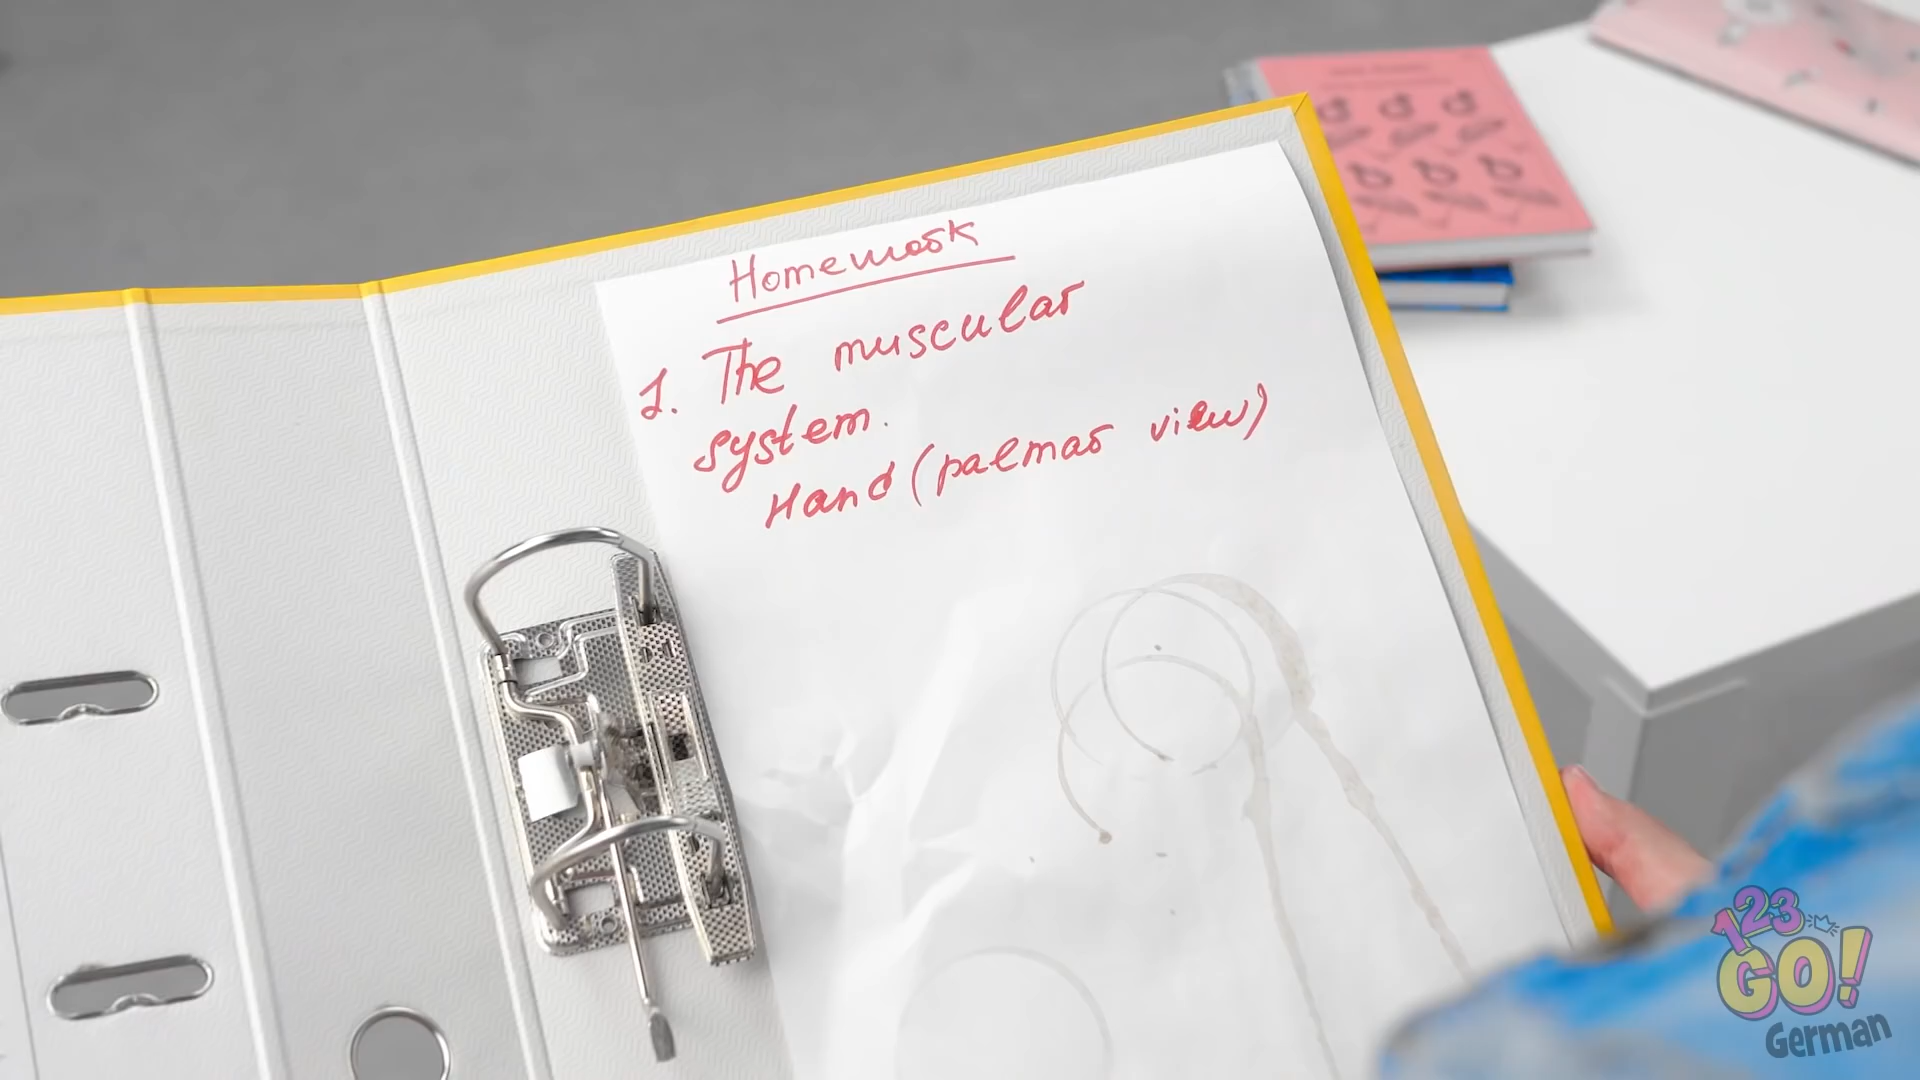 Homework
1. The muscular
system.
Hand (palmar view)
123
GO!
German